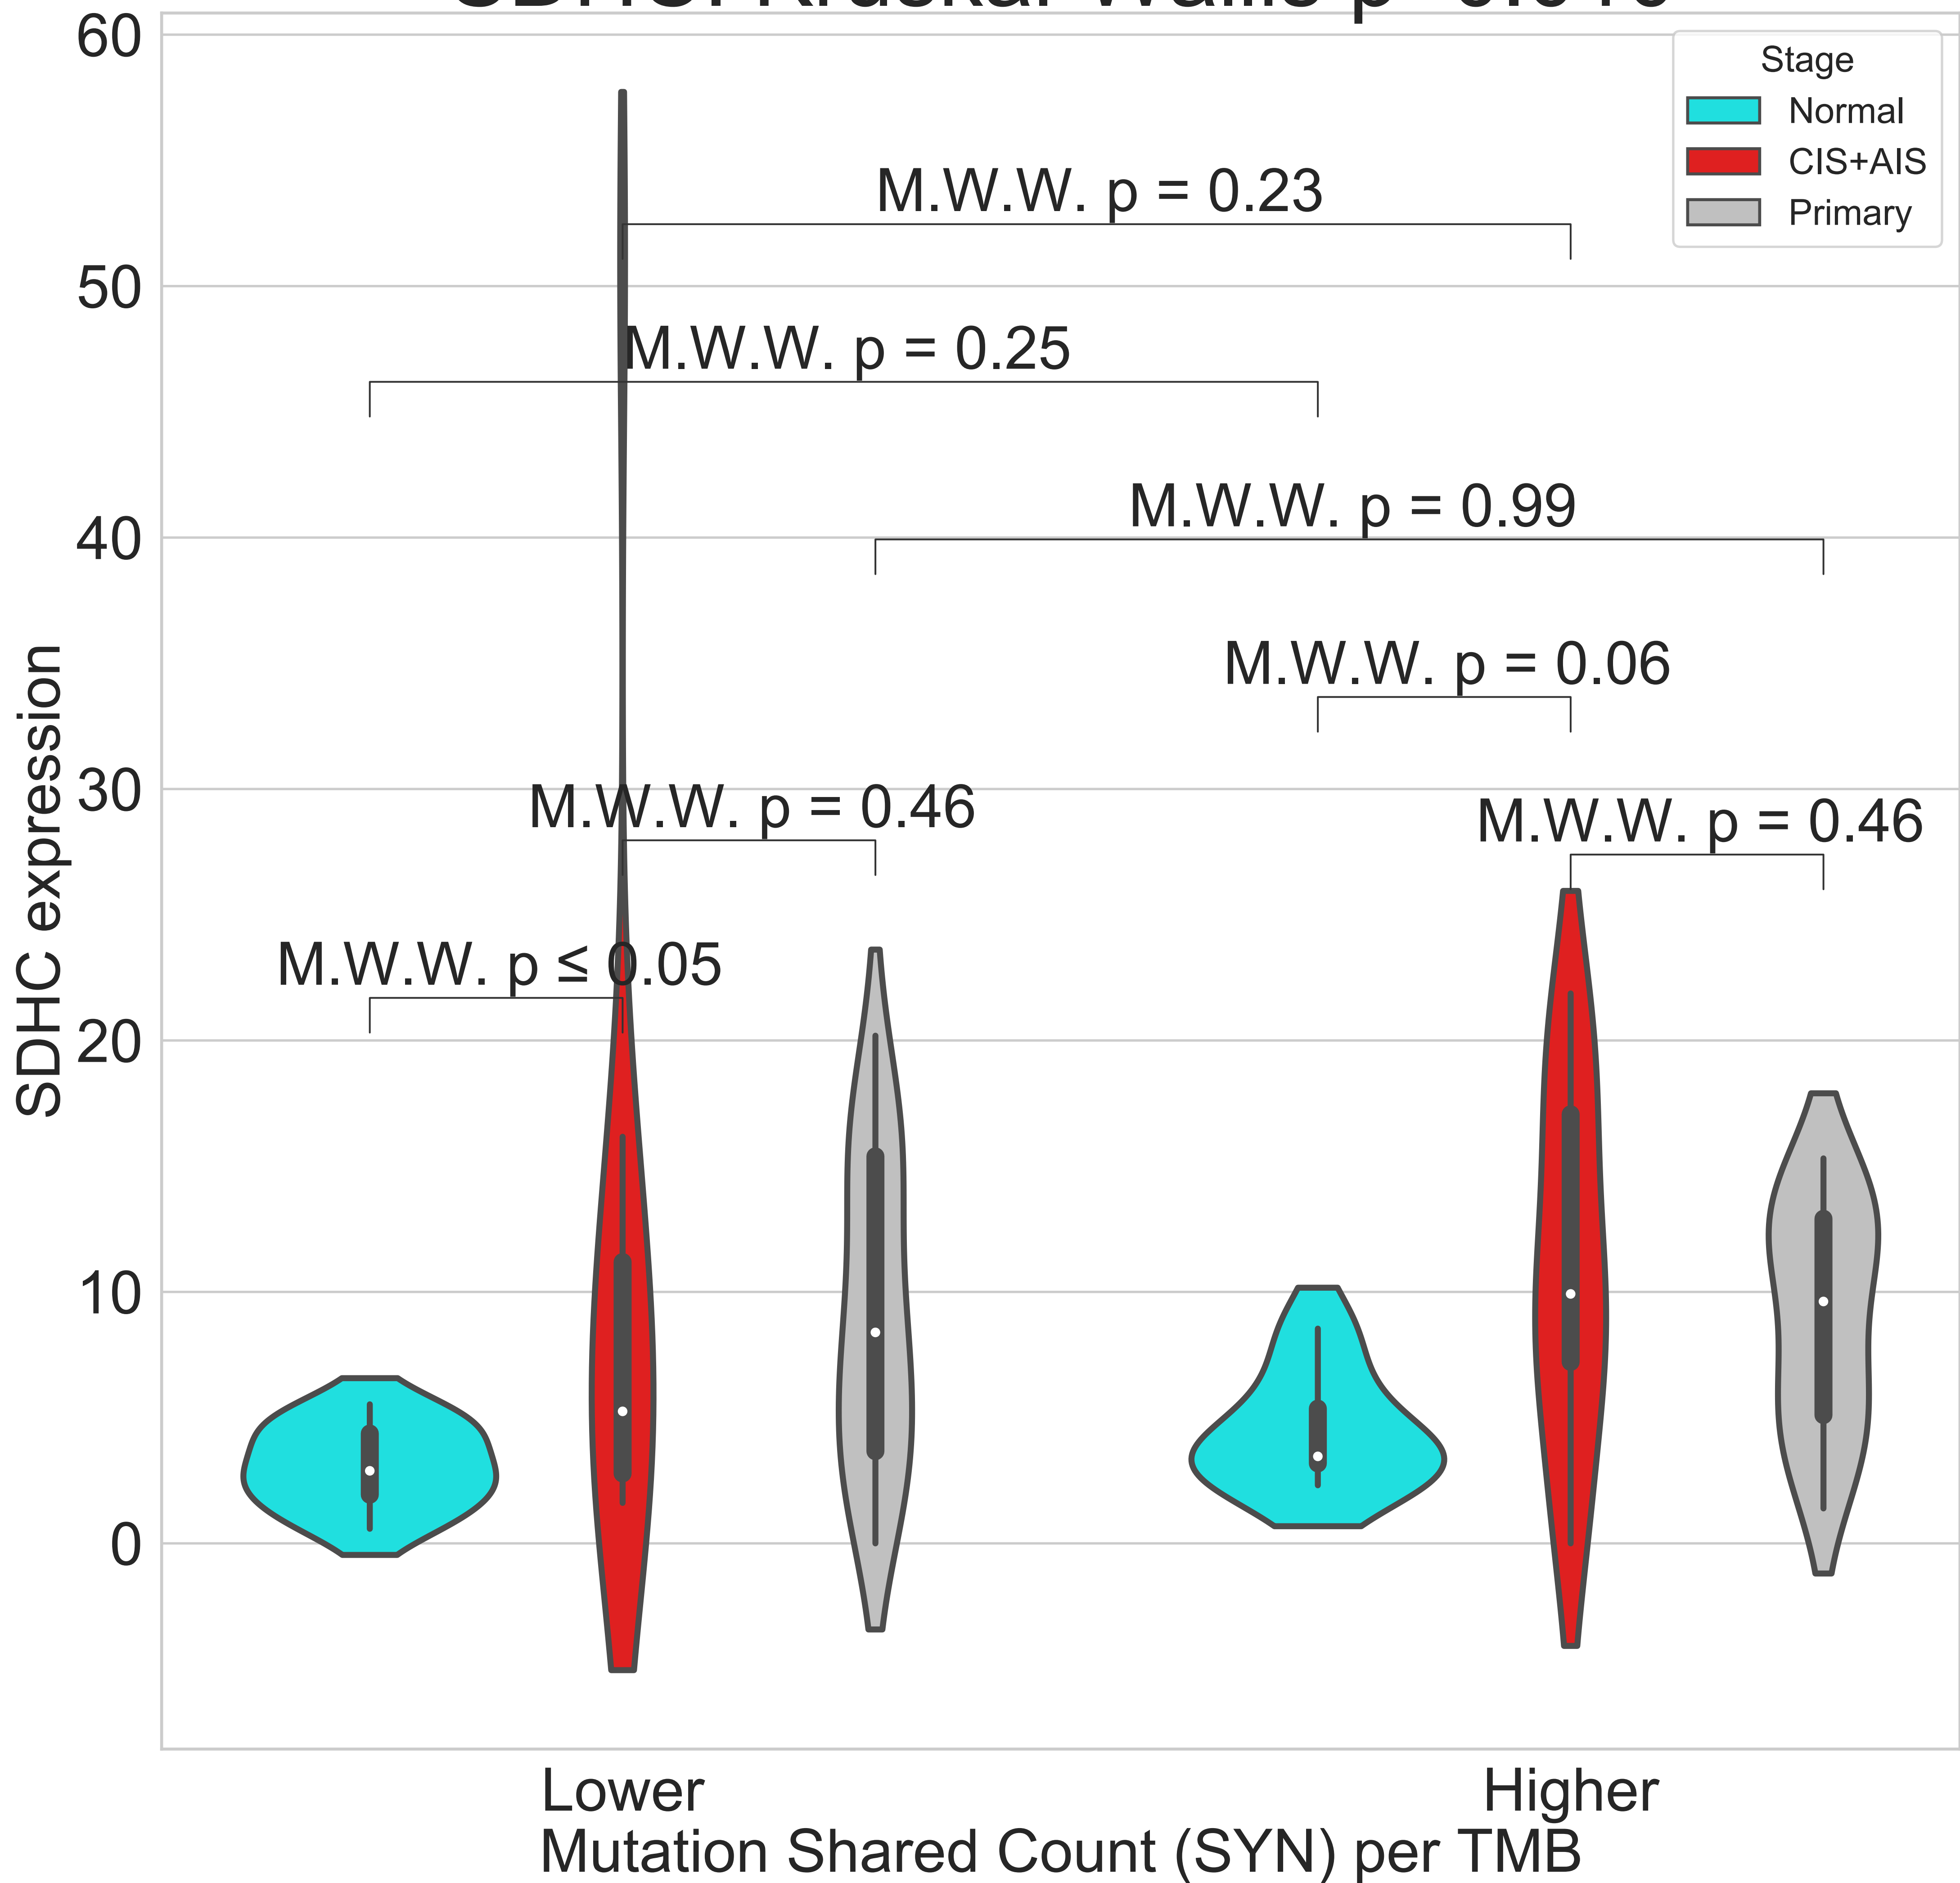 60
50
40
30
20
10
0
SDHC expression
Stage
Normal
CIS+AIS
Primary
M.W.W. p = 0.23
M.W.W. p = 0.25
M.W.W. p = 0.99
M.W.W. p = 0.06
M.W.W. p = 0.46
M.W.W. p = 0.46
M.W.W. p ≤ 0.05
Lower
Higher
Mutation Shared Count (SYN) per TMB